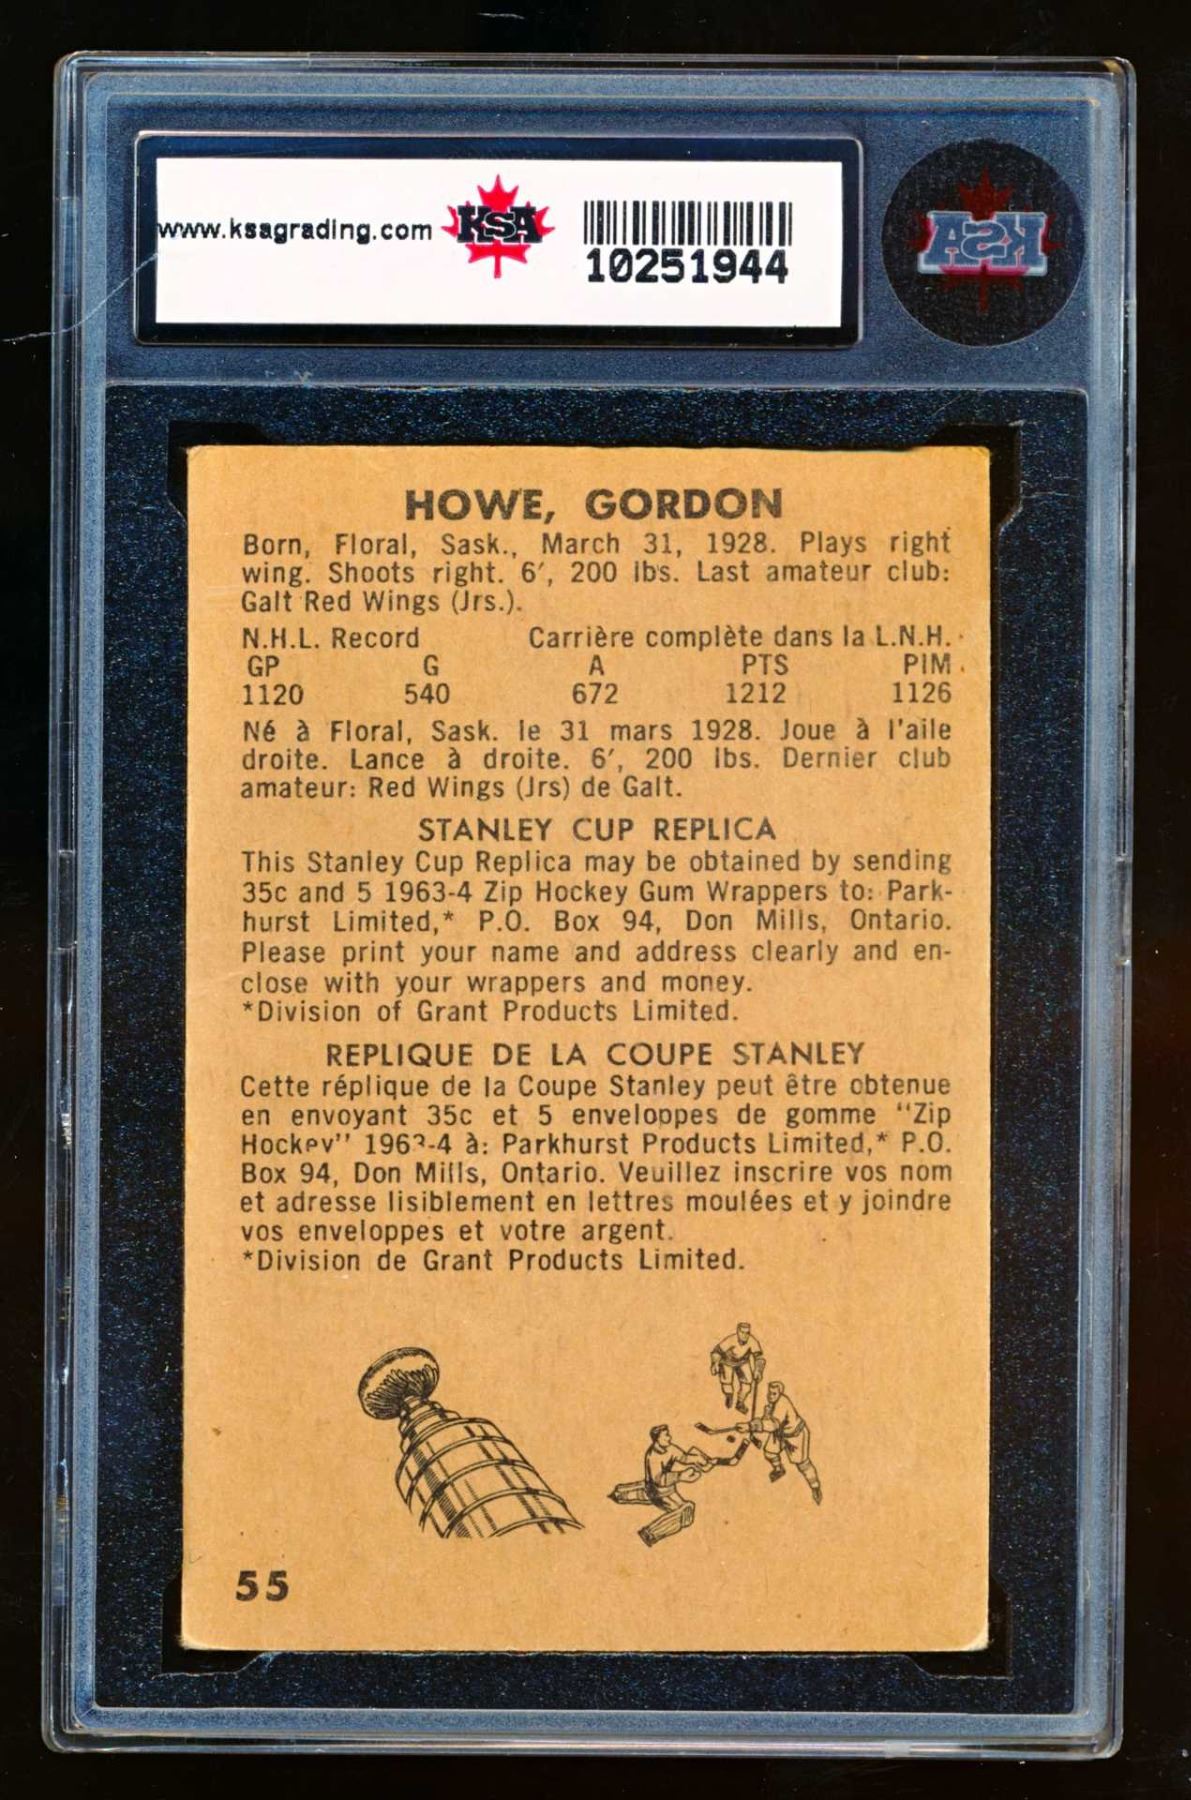 www.ksagrading.com
KSA
10251944
KSA
HOWE, GORDON
Born, Floral, Sask., March 31, 1928. Plays right
wing. Shoots right. 6′, 200 lbs. Last amateur club:
Galt Red Wings (Jrs.).
N.H.L. Record Carrière complète dans la L.N.H.
GP G A PTS PIM
1120 540 672 1212 1126
Né à Floral, Sask. le 31 mars 1928. Joue à l'aile
droite. Lance à droite. 6′, 200 lbs. Dernier club
amateur: Red Wings (Jrs) de Galt.
STANLEY CUP REPLICA
This Stanley Cup Replica may be obtained by sending
35c and 5 1963-4 Zip Hockey Gum Wrappers to: Park-
hurst Limited,* P.O. Box 94, Don Mills, Ontario.
Please print your name and address clearly and en-
close with your wrappers and money.
*Division of Grant Products Limited.
REPLIQUE DE LA COUPE STANLEY
Cette réplique de la Coupe Stanley peut être obtenue
en envoyant 35c et 5 enveloppes de gomme "Zip
Hockey" 1963-4 à: Parkhurst Products Limited,* P.O.
Box 94, Don Mills, Ontario. Veuillez inscrire vos nom
et adresse lisiblement en lettres moulées et y joindre
vos enveloppes et votre argent.
*Division de Grant Products Limited.
55